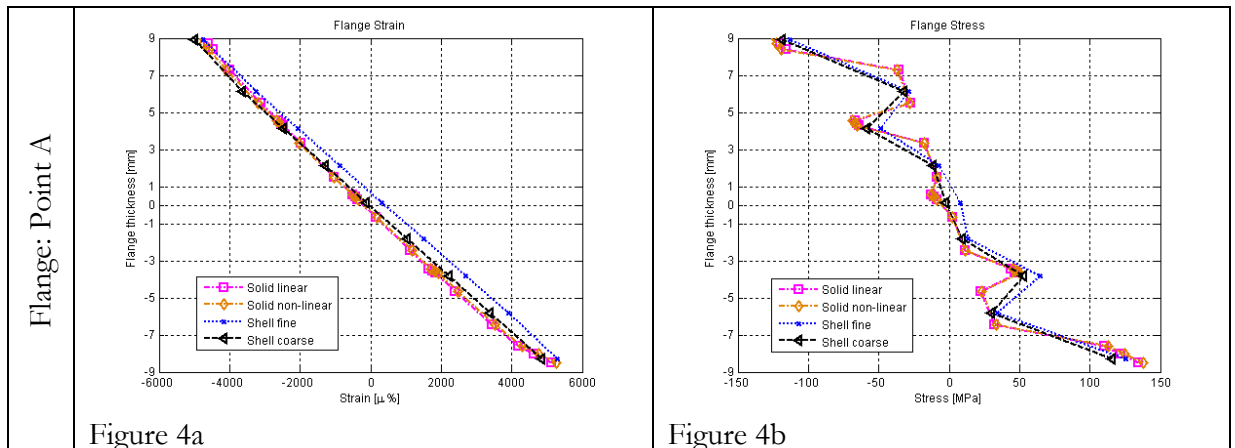 Flange: Point A
Flange Strain
Flange thickness [mm]
9
7
5
3
1
0
-1
-3
-5
-7
-9
Solid linear
Solid non-linear
Shell fine
Shell coarse
-6000 -4000 -2000 0 2000 4000 6000
Strain [μ %]
Figure 4a
Flange Stress
Flange thickness [mm]
9
7
5
3
1
0
-1
-3
-5
-7
-9
Solid linear
Solid non-linear
Shell fine
Shell coarse
-150 -100 -50 0 50 100 150
Stress [MPa]
Figure 4b